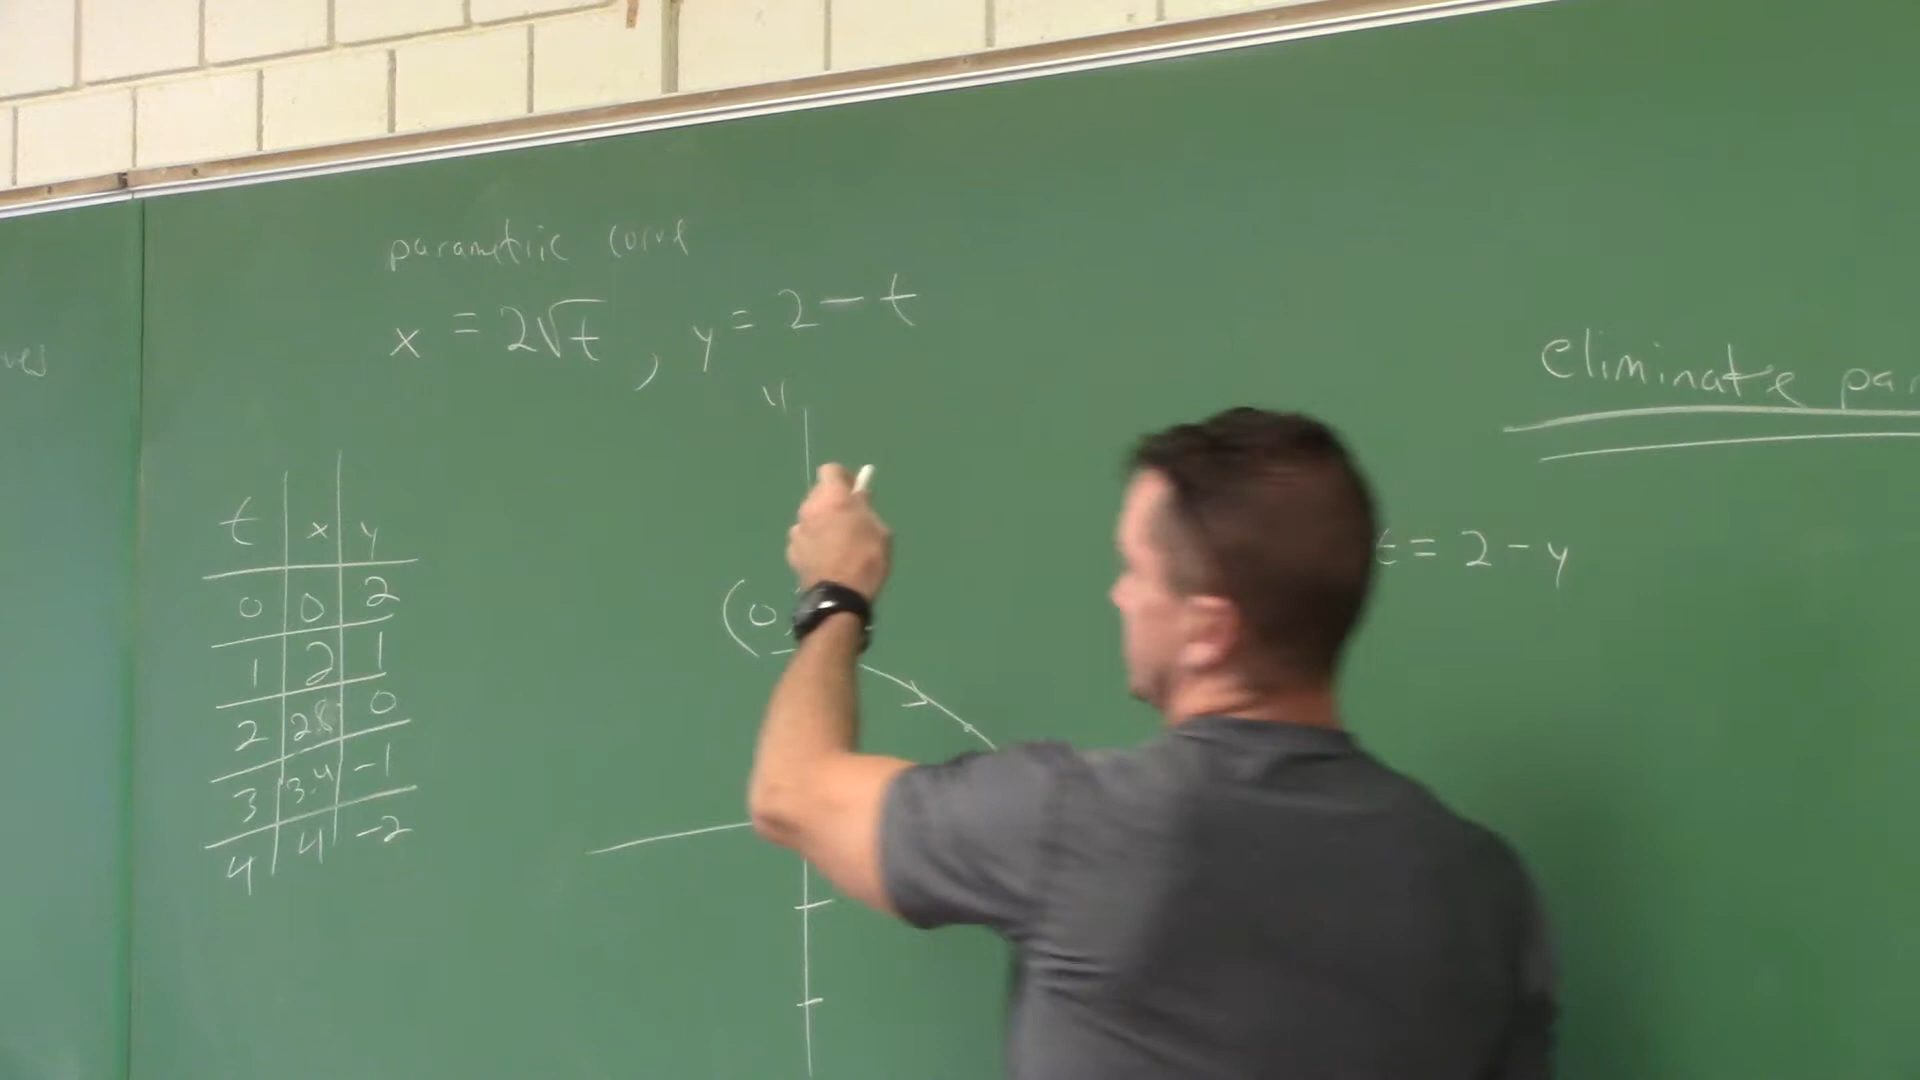 parametric curve
x = 2√t , y = 2 - t
y
eliminate
t x y
0 0 2
1 2 1
2 2.8 0
3 3.4 -1
4 4 -2
(0,
t = 2 - y